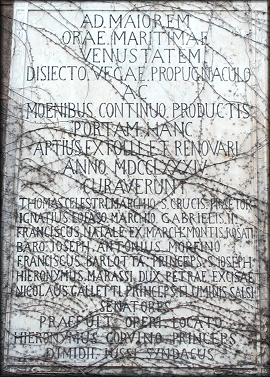 AD MAIOREM
ORAE MARITIMAE
VENUSTATEM
DISIECTO VEGAE PROPUGNACULO
AC
MOENIBUS CONTINUO PRODUCTIS
PORTAM HANC
APTIUS EXTOLLI ET RENOVARI
ANNO MDCCLXXXIV
CURAVERUNT
THOMAS CELESTRI MARCHIO S. CRUCIS PRAETOR
IGNATIUS LOFASO MARCHIO GABRIELIS II
FRANCISCUS NATALE EX MARCH. MONTIS ROSATI
BARO JOSEPH ANTONIUS MORFINO
FRANCISCUS BARLOTTA PRINCEPS S. JOSEPH
HIERONYMUS MARASSI DUX PETRAE EXCISAE
NICOLAUS GALLETTI PRINCEPS FLUMINIS SALSI
SENATORES
PRAEFUIT OPERI LOCATO
HIERONYMUS CORVINO PRINCEPS
DIMIDII JUSSI SYNDACUS